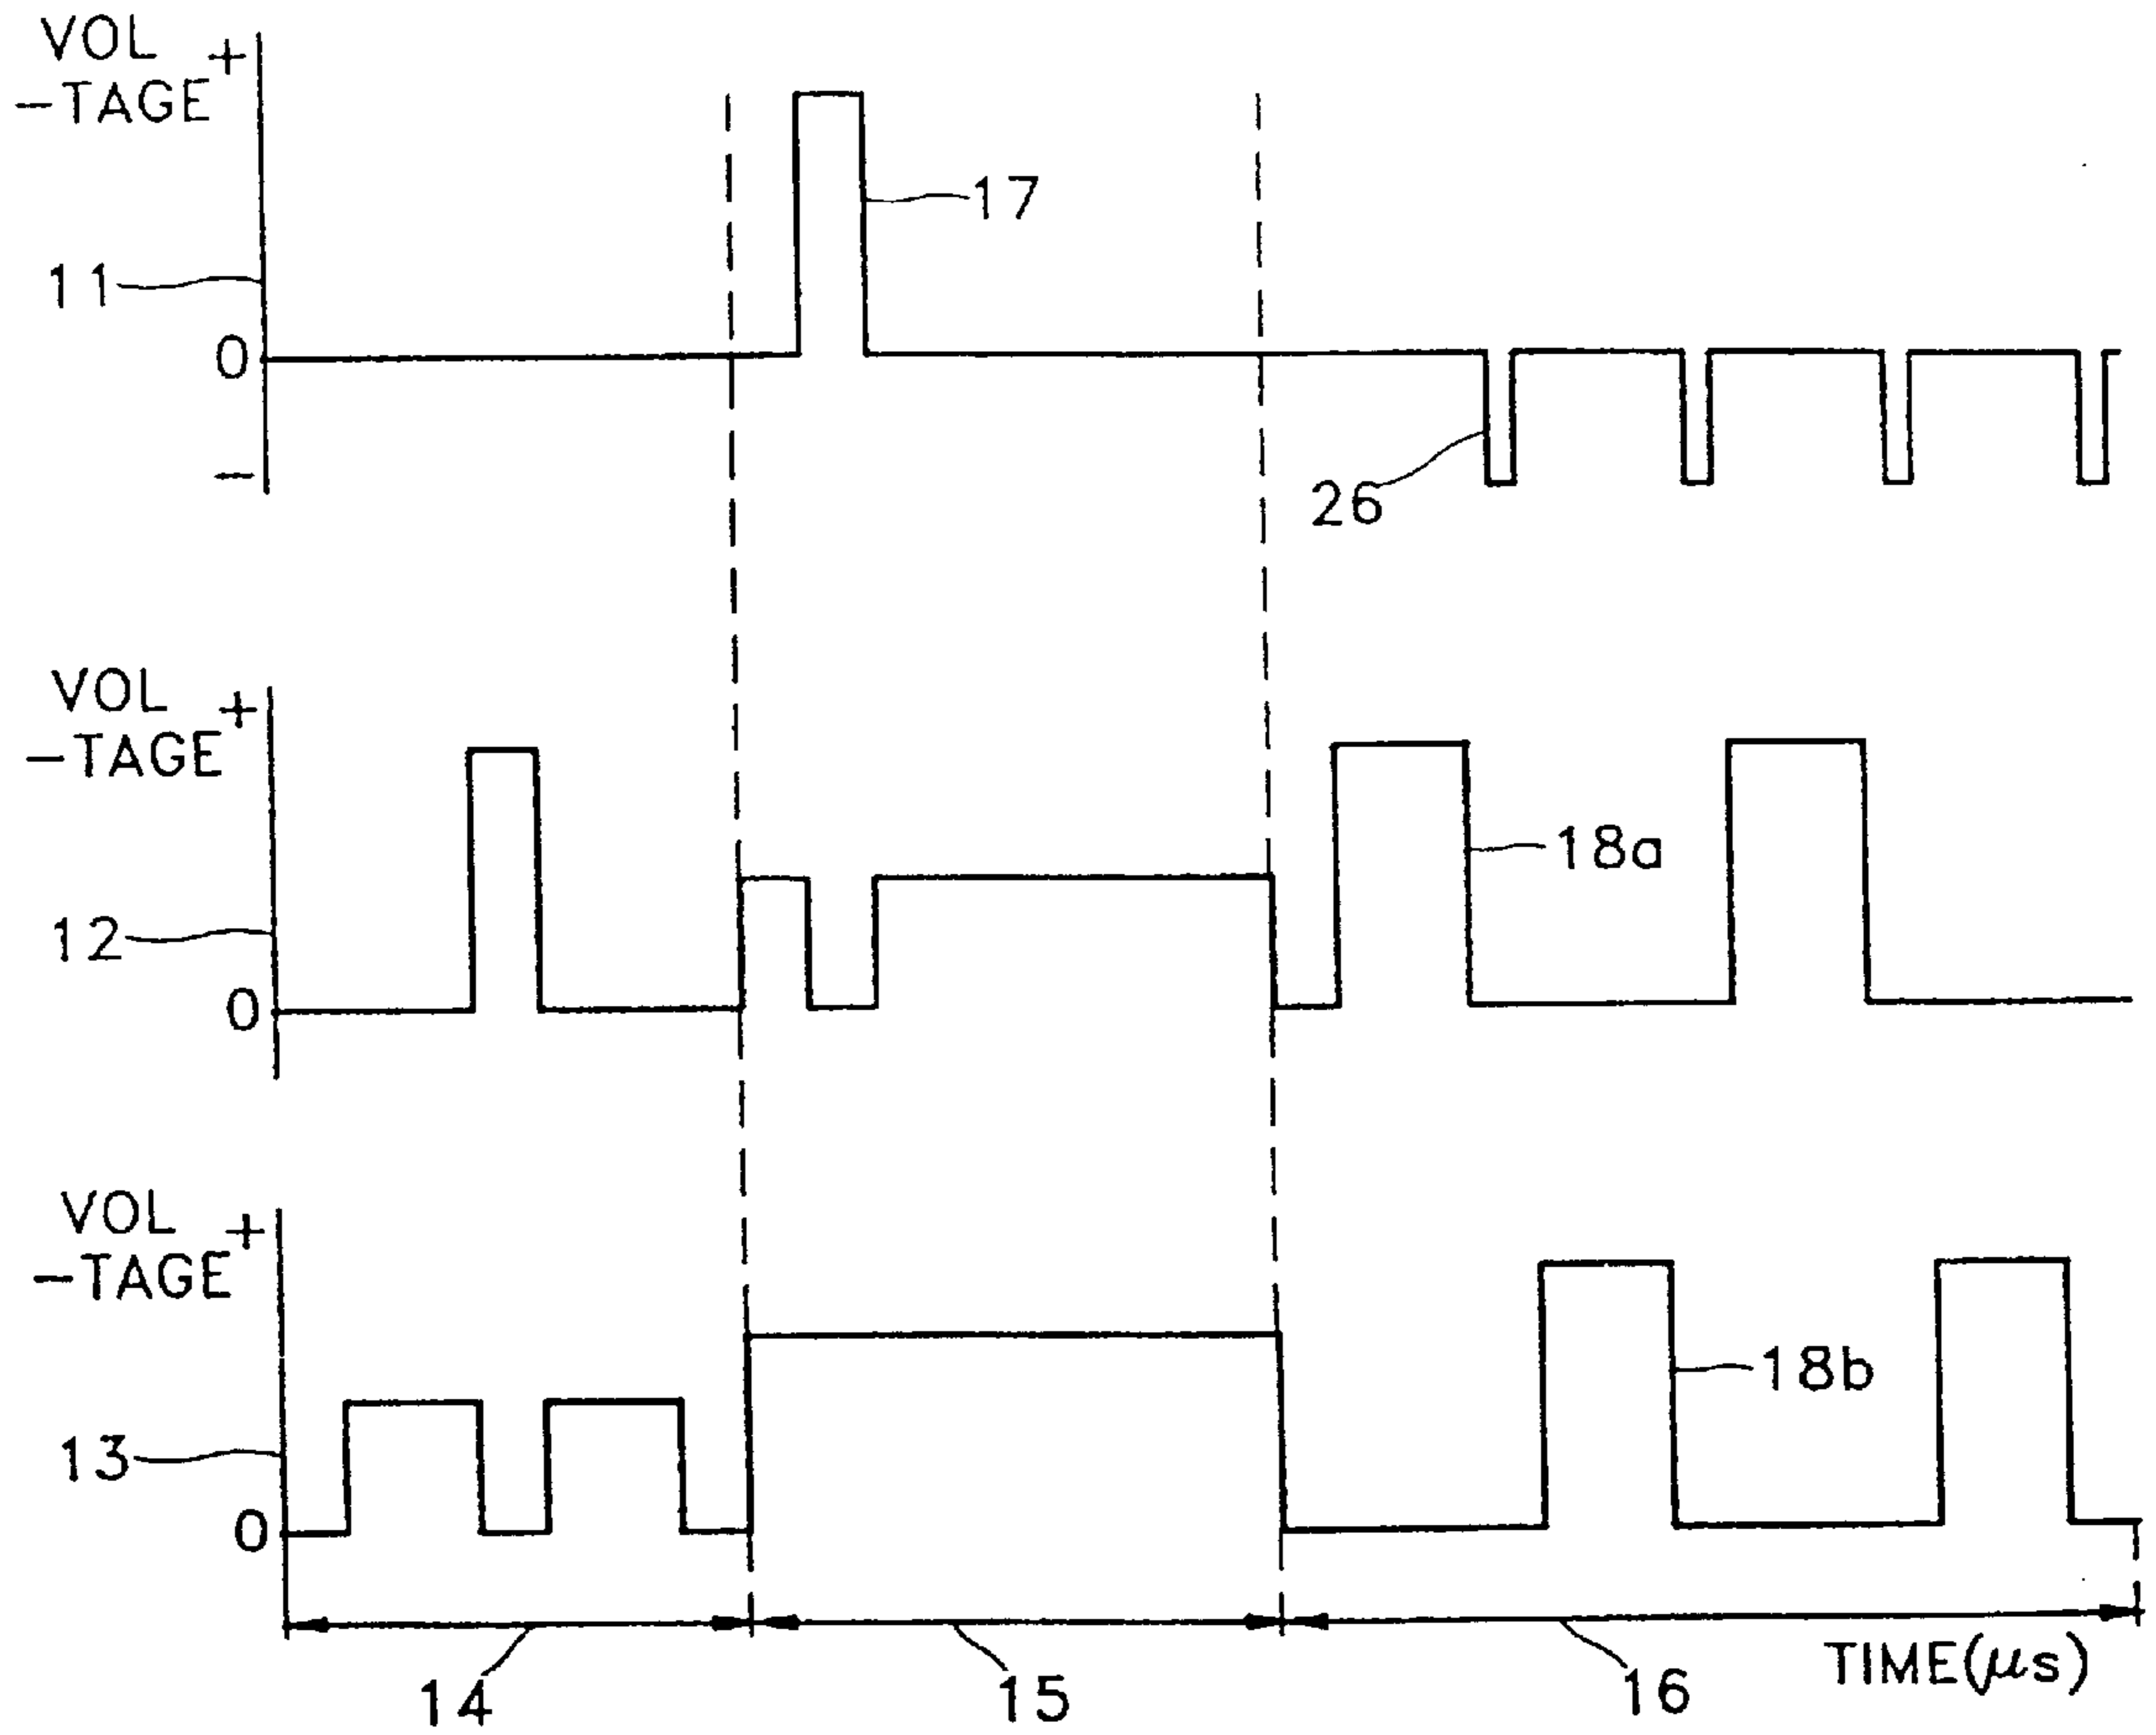 VOL +
-TAGE
17
11
0
-
26
VOL +
-TAGE
18a
12
0
VOL +
-TAGE
18b
13
0
14
15
16
TIME(μs)